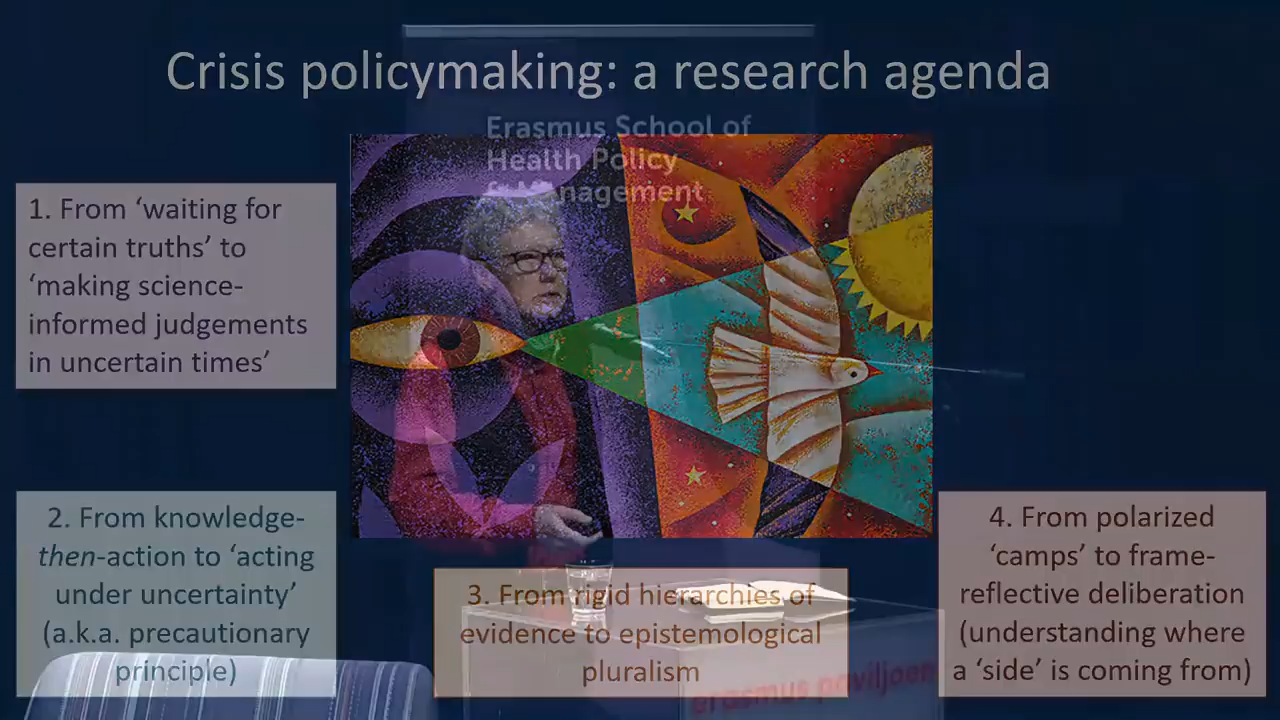 Crisis policymaking: a research agenda
Erasmus School of
Health Policy
& Management
1. From ‘waiting for
certain truths’ to
‘making science-
informed judgements
in uncertain times’
2. From knowledge-
then-action to ‘acting
under uncertainty’
(a.k.a. precautionary
principle)
3. From rigid hierarchies of
evidence to epistemological
pluralism
4. From polarized
‘camps’ to frame-
reflective deliberation
(understanding where
a ‘side’ is coming from)
erasmus paviljoen